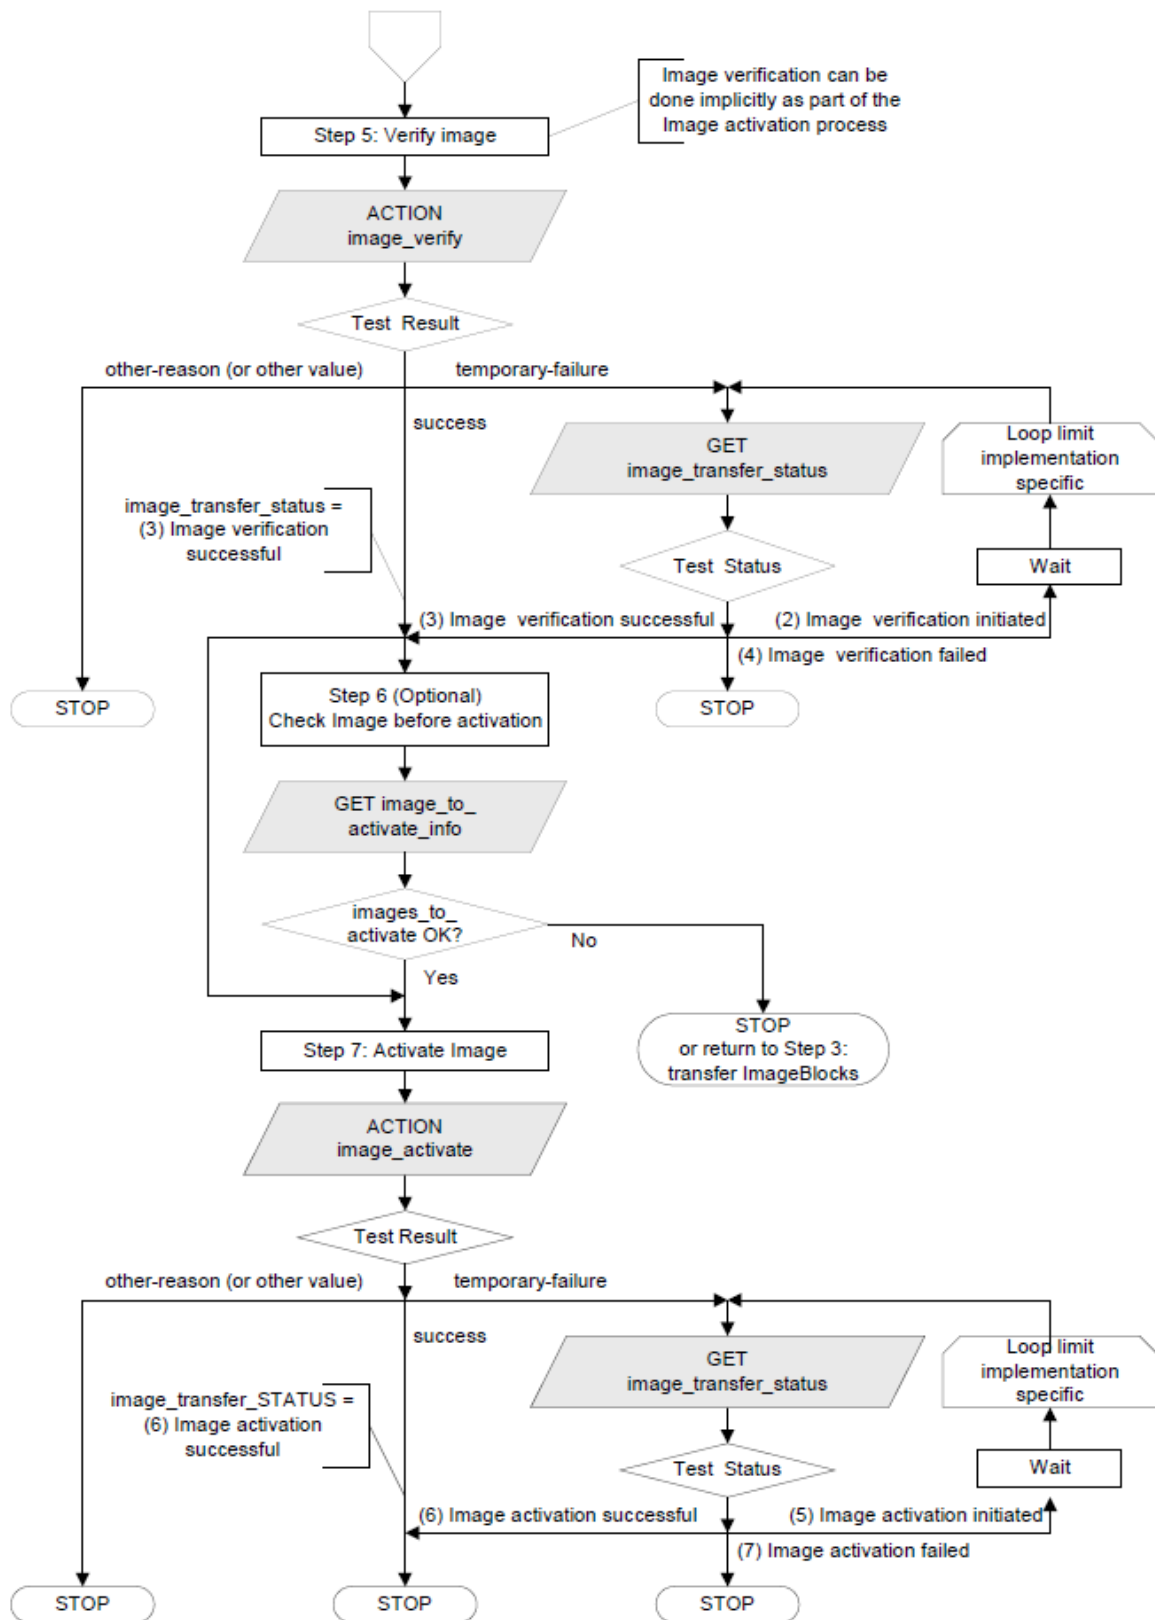 Image verification can be
done implicitly as part of the
Image activation process
Step 5: Verify image
ACTION
image_verify
Test Result
other-reason (or other value)
temporary-failure
success
GET
image_transfer_status
Loop limit
implementation
specific
image_transfer_status =
(3) Image verification
successful
Test Status
Wait
(3) Image verification successful
(2) Image verification initiated
(4) Image verification failed
STOP
Step 6 (Optional)
Check Image before activation
STOP
GET image_to_
activate_info
images_to_
activate OK?
No
Yes
STOP
or return to Step 3:
transfer ImageBlocks
Step 7: Activate Image
ACTION
image_activate
Test Result
other-reason (or other value)
temporary-failure
success
GET
image_transfer_status
Loop limit
implementation
specific
image_transfer_STATUS =
(6) Image activation
successful
Test Status
Wait
(6) Image activation successful
(5) Image activation initiated
(7) Image activation failed
STOP
STOP
STOP